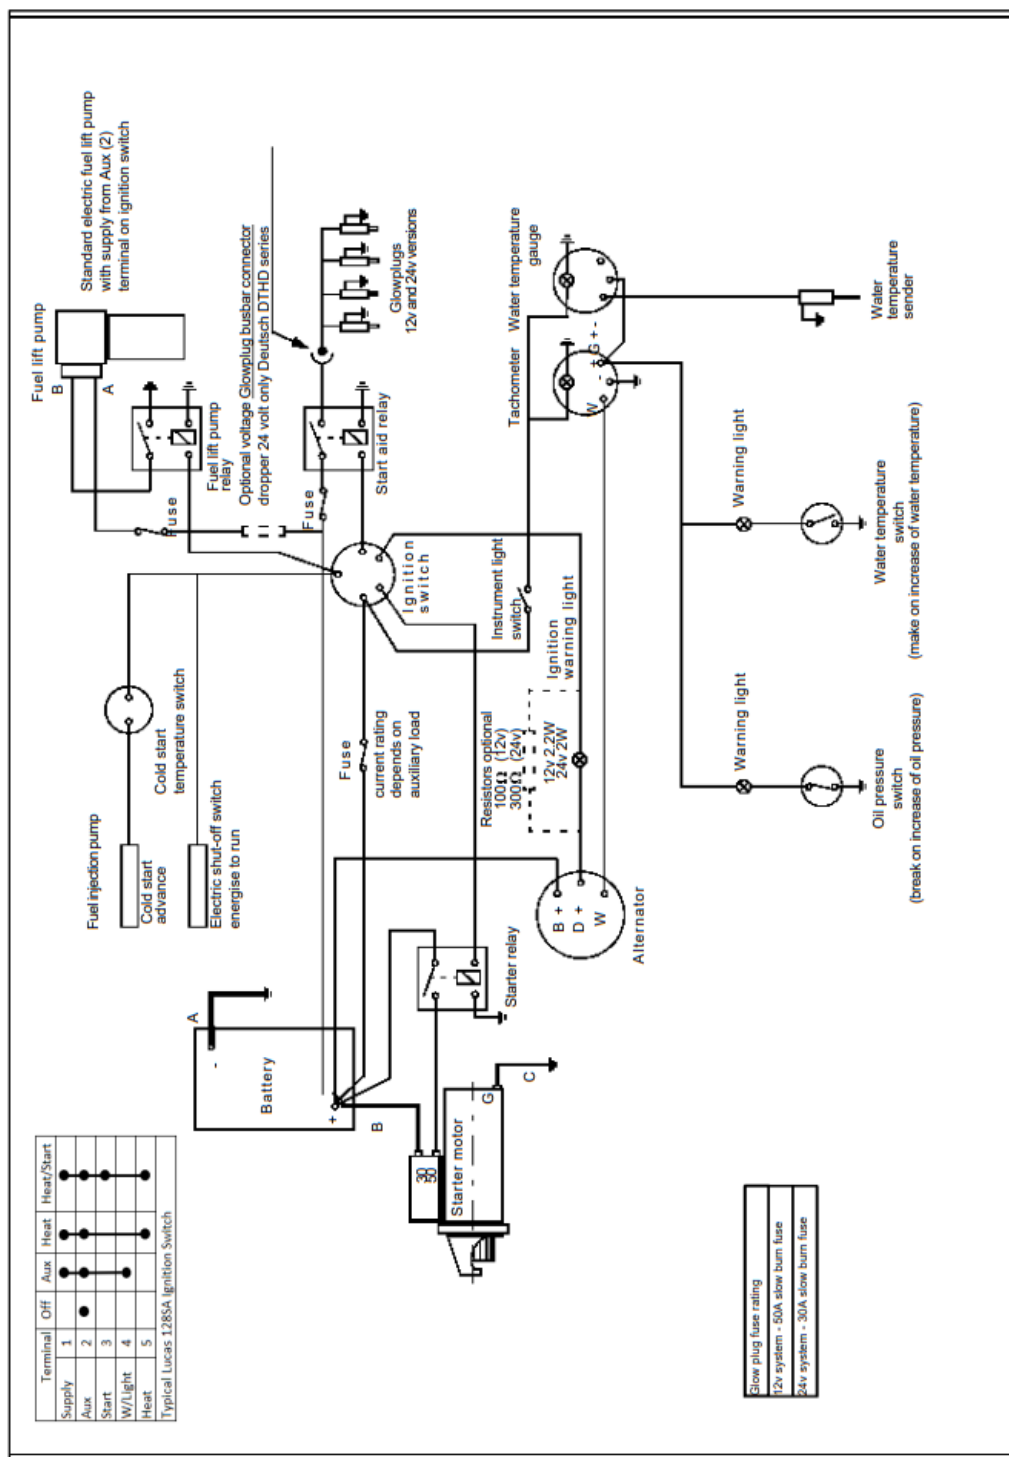 Standard electric fuel lift pump
with supply from Aux (2)
terminal on ignition switch
Fuel lift pump
B
A
Fuel lift pump
relay
Fuse
Optional voltage Glowplug busbar connector
dropper 24 volt only Deutsch DTHD series
Fuse
Start aid relay
Glowplugs
12v and 24v versions
Ignition
switch
Fuel injection pump
Cold start
advance
Cold start
temperature switch
Electric shut-off switch
energise to run
Fuse
current rating
depends on
auxiliary load
Instrument light
switch
Ignition
warning light
Resistors optional
100Ω (12v)
300Ω (24v)
12v 2.2W
24v 2W
Tachometer
W
-
+
Water temperature
gauge
G + -
Water
temperature
sender
Warning light
Water temperature
switch
(make on increase of water temperature)
Warning light
Oil pressure
switch
(break on increase of oil pressure)
B +
D +
W
Alternator
Starter relay
Battery
A
-
+
B
30
50
Starter motor
G
C
Terminal Off Aux Heat Heat/Start
Supply 1
Aux 2
Start 3
W/Light 4
Heat 5
Typical Lucas 128SA Ignition Switch
Glow plug fuse rating
12v system - 50A slow burn fuse
24v system - 30A slow burn fuse